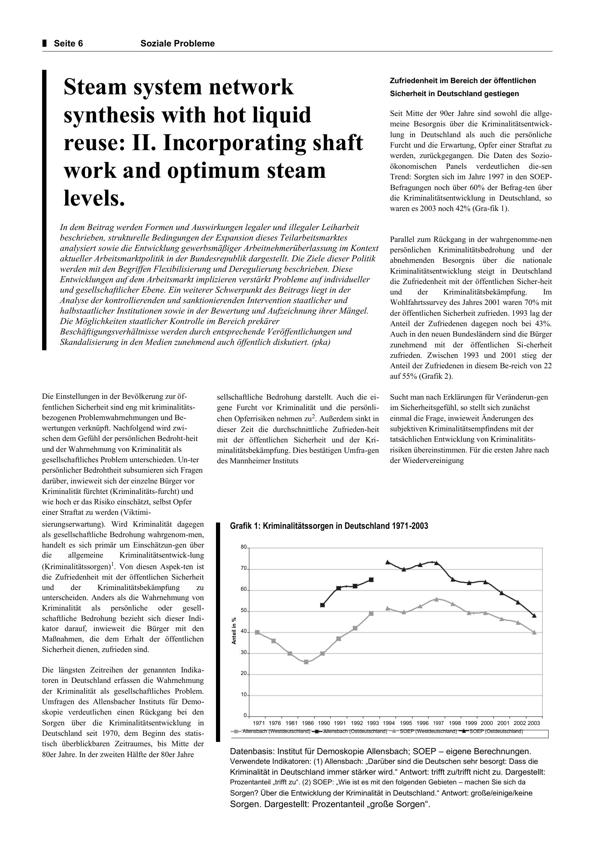 Seite 6 Soziale Probleme
Steam system network
synthesis with hot liquid
reuse: II. Incorporating shaft
work and optimum steam
levels.
In dem Beitrag werden Formen und Auswirkungen legaler und illegaler Leiharbeit
beschrieben, strukturelle Bedingungen der Expansion dieses Teilarbeitsmarktes
analysiert sowie die Entwicklung gewerbsmäßiger Arbeitnehmerüberlassung im Kontext
aktueller Arbeitsmarktpolitik in der Bundesrepublik dargestellt. Die Ziele dieser Politik
werden mit den Begriffen Flexibilisierung und Deregulierung beschrieben. Diese
Entwicklungen auf dem Arbeitsmarkt implizieren verstärkt Probleme auf individueller
und gesellschaftlicher Ebene. Ein weiterer Schwerpunkt des Beitrags liegt in der
Analyse der kontrollierenden und sanktionierenden Intervention staatlicher und
halbstaatlicher Institutionen sowie in der Bewertung und Aufzeichnung ihrer Mängel.
Die Möglichkeiten staatlicher Kontrolle im Bereich prekärer
Beschäftigungsverhältnisse werden durch entsprechende Veröffentlichungen und
Skandalisierung in den Medien zunehmend auch öffentlich diskutiert. (pka)
Zufriedenheit im Bereich der öffentlichen
Sicherheit in Deutschland gestiegen
Seit Mitte der 90er Jahre sind sowohl die allge-
meine Besorgnis über die Kriminalitätsentwick-
lung in Deutschland als auch die persönliche
Furcht und die Erwartung, Opfer einer Straftat zu
werden, zurückgegangen. Die Daten des Sozio-
ökonomischen Panels verdeutlichen die-sen
Trend: Sorgten sich im Jahre 1997 in den SOEP-
Befragungen noch über 60% der Befrag-ten über
die Kriminalitätsentwicklung in Deutschland, so
waren es 2003 noch 42% (Gra-fik 1).
Parallel zum Rückgang in der wahrgenomme-nen
persönlichen Kriminalitätsbedrohung und der
abnehmenden Besorgnis über die nationale
Kriminalitätsentwicklung steigt in Deutschland
die Zufriedenheit mit der öffentlichen Sicher-heit
und der Kriminalitätsbekämpfung. Im
Wohlfahrtssurvey des Jahres 2001 waren 70% mit
der öffentlichen Sicherheit zufrieden. 1993 lag der
Anteil der Zufriedenen dagegen noch bei 43%.
Auch in den neuen Bundesländern sind die Bürger
zunehmend mit der öffentlichen Si-cherheit
zufrieden. Zwischen 1993 und 2001 stieg der
Anteil der Zufriedenen in diesem Be-reich von 22
auf 55% (Grafik 2).
Die Einstellungen in der Bevölkerung zur öf-
fentlichen Sicherheit sind eng mit kriminalitäts-
bezogenen Problemwahrnehmungen und Be-
wertungen verknüpft. Nachfolgend wird zwi-
schen dem Gefühl der persönlichen Bedroht-heit
und der Wahrnehmung von Kriminalität als
gesellschaftliches Problem unterschieden. Un-ter
persönlicher Bedrohtheit subsumieren sich Fragen
darüber, inwieweit sich der einzelne Bürger vor
Kriminalität fürchtet (Kriminalitäts-furcht) und
wie hoch er das Risiko einschätzt, selbst Opfer
einer Straftat zu werden (Viktimi-
sierungserwartung). Wird Kriminalität dagegen
als gesellschaftliche Bedrohung wahrgenom-men,
handelt es sich primär um Einschätzun-gen über
die allgemeine Kriminalitätsentwick-lung
(Kriminalitätssorgen)1. Von diesen Aspek-ten ist
die Zufriedenheit mit der öffentlichen Sicherheit
und der Kriminalitätsbekämpfung zu
unterscheiden. Anders als die Wahrnehmung von
Kriminalität als persönliche oder gesell-
schaftliche Bedrohung bezieht sich dieser Indi-
kator darauf, inwieweit die Bürger mit den
Maßnahmen, die dem Erhalt der öffentlichen
Sicherheit dienen, zufrieden sind.
Die längsten Zeitreihen der genannten Indika-
toren in Deutschland erfassen die Wahrnehmung
der Kriminalität als gesellschaftliches Problem.
Umfragen des Allensbacher Instituts für Demo-
skopie verdeutlichen einen Rückgang bei den
Sorgen über die Kriminalitätsentwicklung in
Deutschland seit 1970, dem Beginn des statis-
tisch überblickbaren Zeitraumes, bis Mitte der
80er Jahre. In der zweiten Hälfte der 80er Jahre
sellschaftliche Bedrohung darstellt. Auch die ei-
gene Furcht vor Kriminalität und die persönli-
chen Opferrisiken nehmen zu2. Außerdem sinkt in
dieser Zeit die durchschnittliche Zufrieden-heit
mit der öffentlichen Sicherheit und der Kri-
minalitätsbekämpfung. Dies bestätigen Umfra-gen
des Mannheimer Instituts
Sucht man nach Erklärungen für Veränderun-gen
im Sicherheitsgefühl, so stellt sich zunächst
einmal die Frage, inwieweit Änderungen des
subjektiven Kriminalitätsempfindens mit der
tatsächlichen Entwicklung von Kriminalitäts-
risiken übereinstimmen. Für die ersten Jahre nach
der Wiedervereinigung
Grafik 1: Kriminalitätssorgen in Deutschland 1971-2003
Anteil in %
80
70
60
50
40
30
20
10
0
1971 1976 1981 1986 1990 1991 1992 1993 1994 1995 1996 1997 1998 1999 2000 2001 2002 2003
Allensbach (Westdeutschland) Allensbach (Ostdeutschland) SOEP (Westdeutschland) SOEP (Ostdeutschland)
Datenbasis: Institut für Demoskopie Allensbach; SOEP – eigene Berechnungen.
Verwendete Indikatoren: (1) Allensbach: „Darüber sind die Deutschen sehr besorgt: Dass die
Kriminalität in Deutschland immer stärker wird.“ Antwort: trifft zu/trifft nicht zu. Dargestellt:
Prozentanteil „trifft zu“. (2) SOEP: „Wie ist es mit den folgenden Gebieten – machen Sie sich da
Sorgen? Über die Entwicklung der Kriminalität in Deutschland.“ Antwort: große/einige/keine
Sorgen. Dargestellt: Prozentanteil „große Sorgen“.